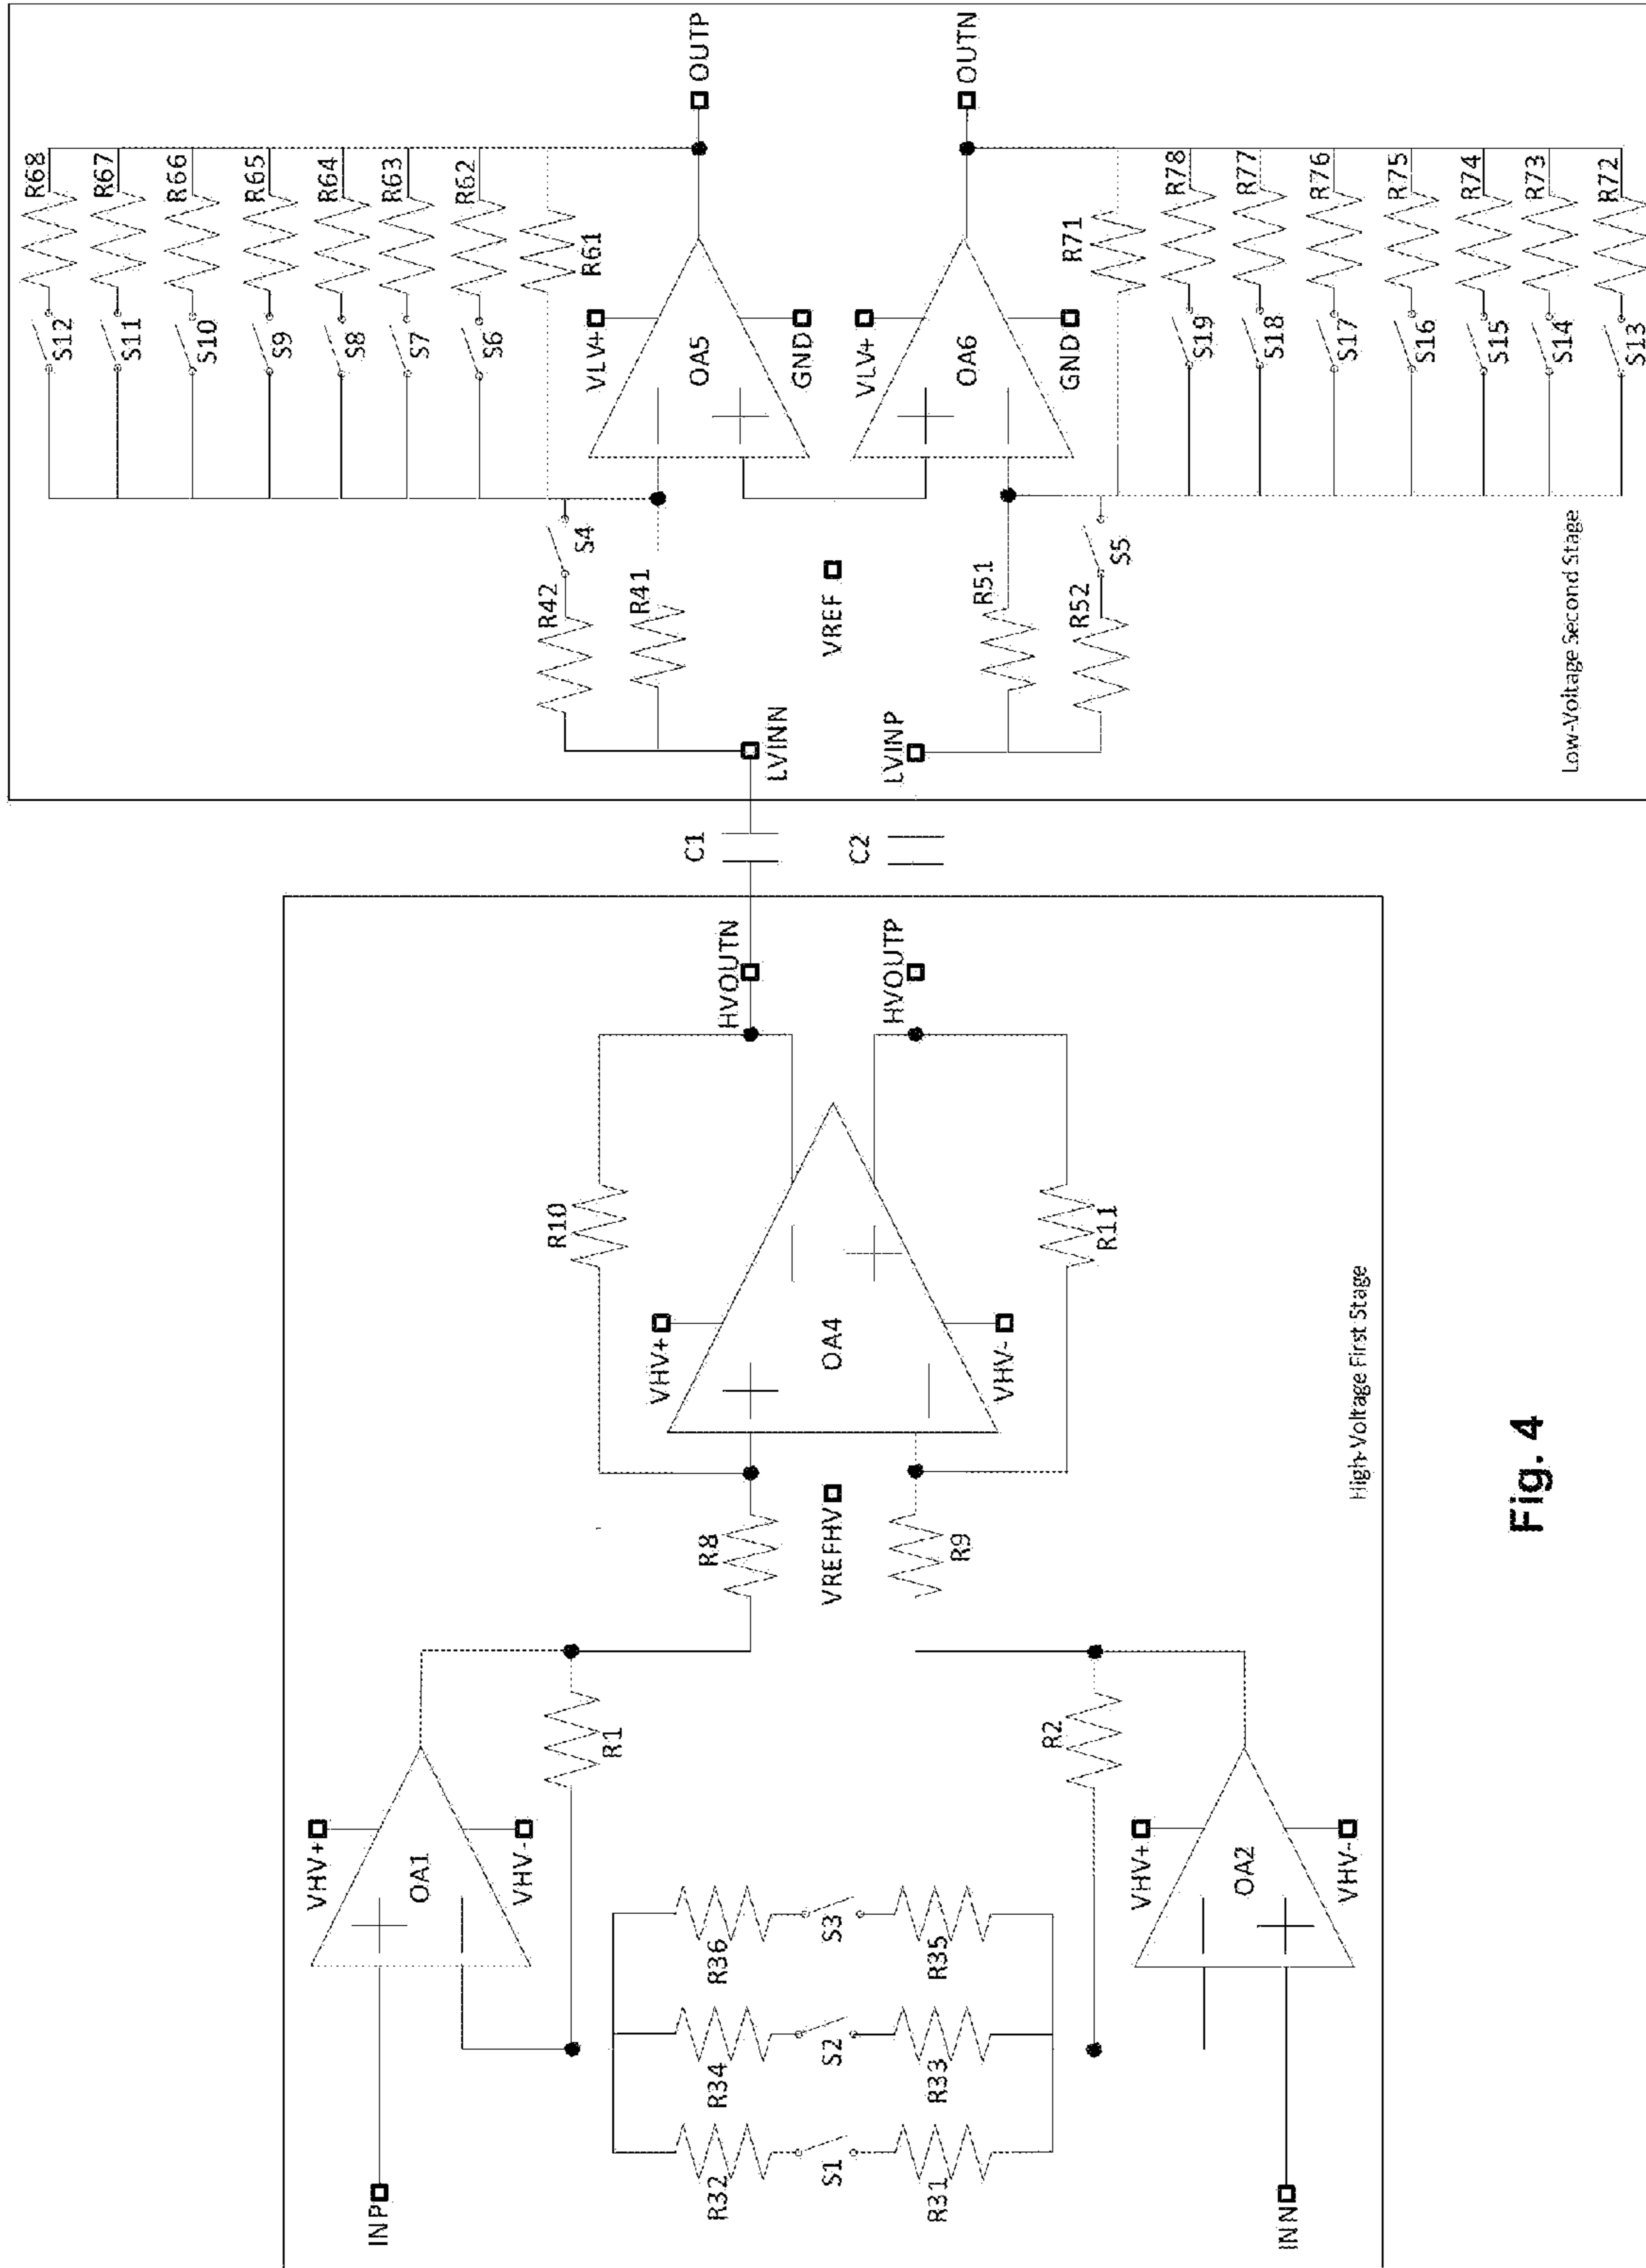 INP
INN
VHV+
OA1
VHV-
R1
R32
R34
R36
S1
S2
S3
R31
R33
R35
R2
VHV+
OA2
VHV-
R8
VREFHV
R9
R10
VHV+
OA4
VHV-
R11
HVOUTN
HVOUTP
High-Voltage First Stage
C1
C2
LVINN
LVINP
R42
S4
R41
VREF
R51
R52
S5
S12
R68
S11
R67
S10
R66
S9
R65
S8
R64
S7
R63
S6
R62
R61
VLV+
OA5
GND
OUTP
VLV+
OA6
GND
OUTN
R71
S19
R78
S18
R77
S17
R76
S16
R75
S15
R74
S14
R73
S13
R72
Low-Voltage Second Stage
Fig. 4